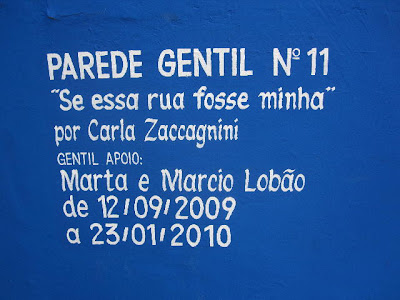 PAREDE GENTIL Nº 11
"Se essa rua fosse minha"
por Carla Zaccagnini
GENTIL APOIO:
Marta e Marcio Lobão
de 12/09/2009
a 23/01/2010